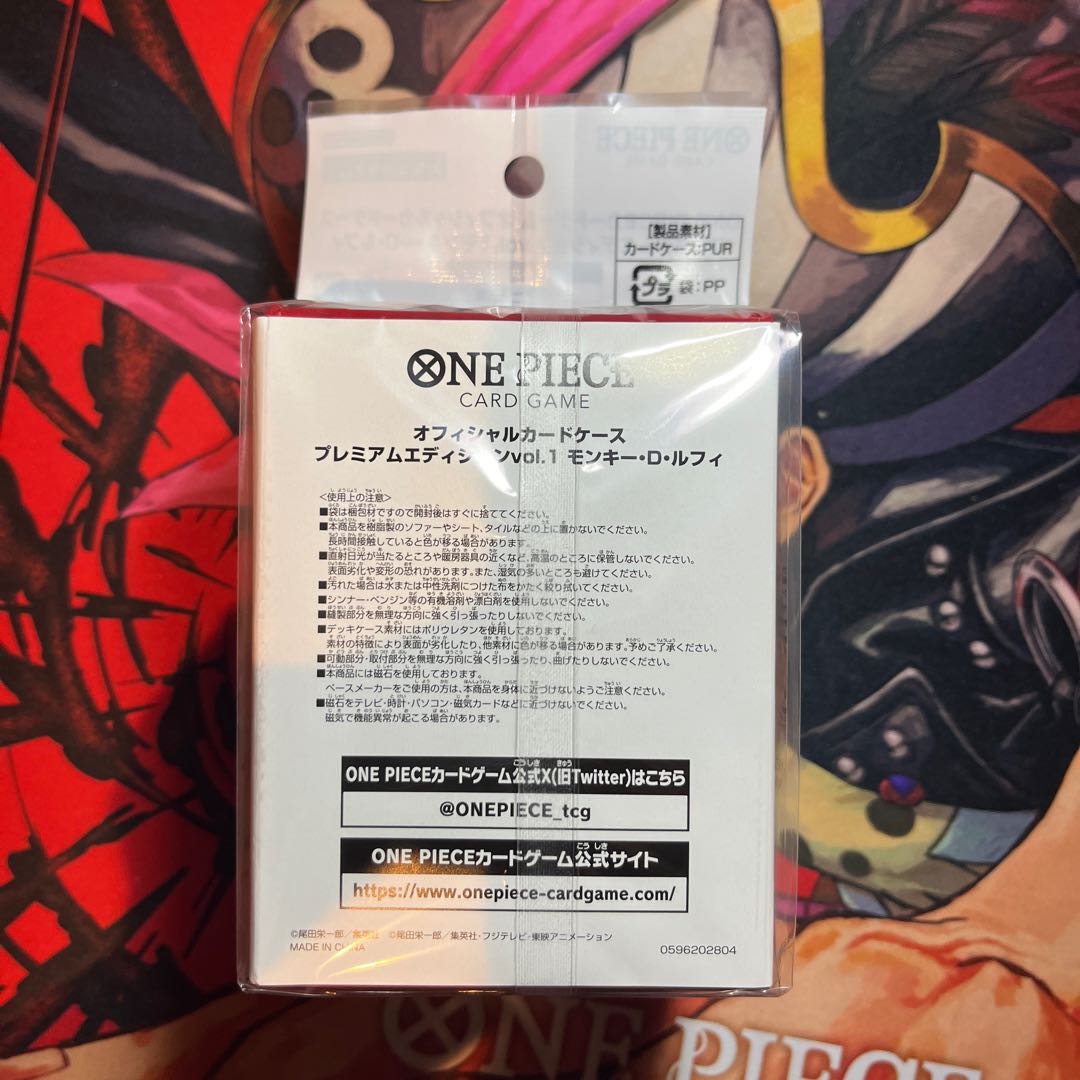 ONE PIECE
CARD GAME
[製品素材]
カードケース:PUR
プラ 袋:PP
ONE PIECE
CARD GAME
オフィシャルカードケース
プレミアムエディションvol.1 モンキー・D・ルフィ
<使用上の注意>
■袋は梱包材ですので開封後はすぐに捨ててください。
■本商品を樹脂製のソファーやシート、タイルなどの上に置かないでください。
長時間接触していると色が移る場合があります。
■直射日光が当たるところや暖房器具の近くなど、高温のところに保管しないでください。
表面劣化や変形の恐れがあります。また、湿気の多いところも避けてください。
■汚れた場合は水または中性洗剤につけた布をかたく絞り拭いてください。
■シンナー・ベンジン等の有機溶剤や漂白剤を使用しないでください。
■縫製部分を無理な方向に強く引っ張ったりしないでください。
■デッキケース素材にはポリウレタンを使用しております。
素材の特徴により表面が劣化したり、他素材に色が移る場合があります。予めご了承ください。
■可動部分・取付部分を無理な方向に強く引っ張ったり、曲げたりしないでください。
■本商品には磁石を使用しております。
ペースメーカーをご使用の方は、本商品を身体に近づけないようご注意ください。
■磁石をテレビ・時計・パソコン・磁気カードなどに近づけないでください。
磁気で機能異常が起こる場合があります。
ONE PIECEカードゲーム公式X(旧Twitter)はこちら
@ONEPIECE_tcg
ONE PIECEカードゲーム公式サイト
https://www.onepiece-cardgame.com/
©尾田栄一郎/集英社 ©尾田栄一郎/集英社・フジテレビ・東映アニメーション
MADE IN CHINA
0596202804
ONE PIECE